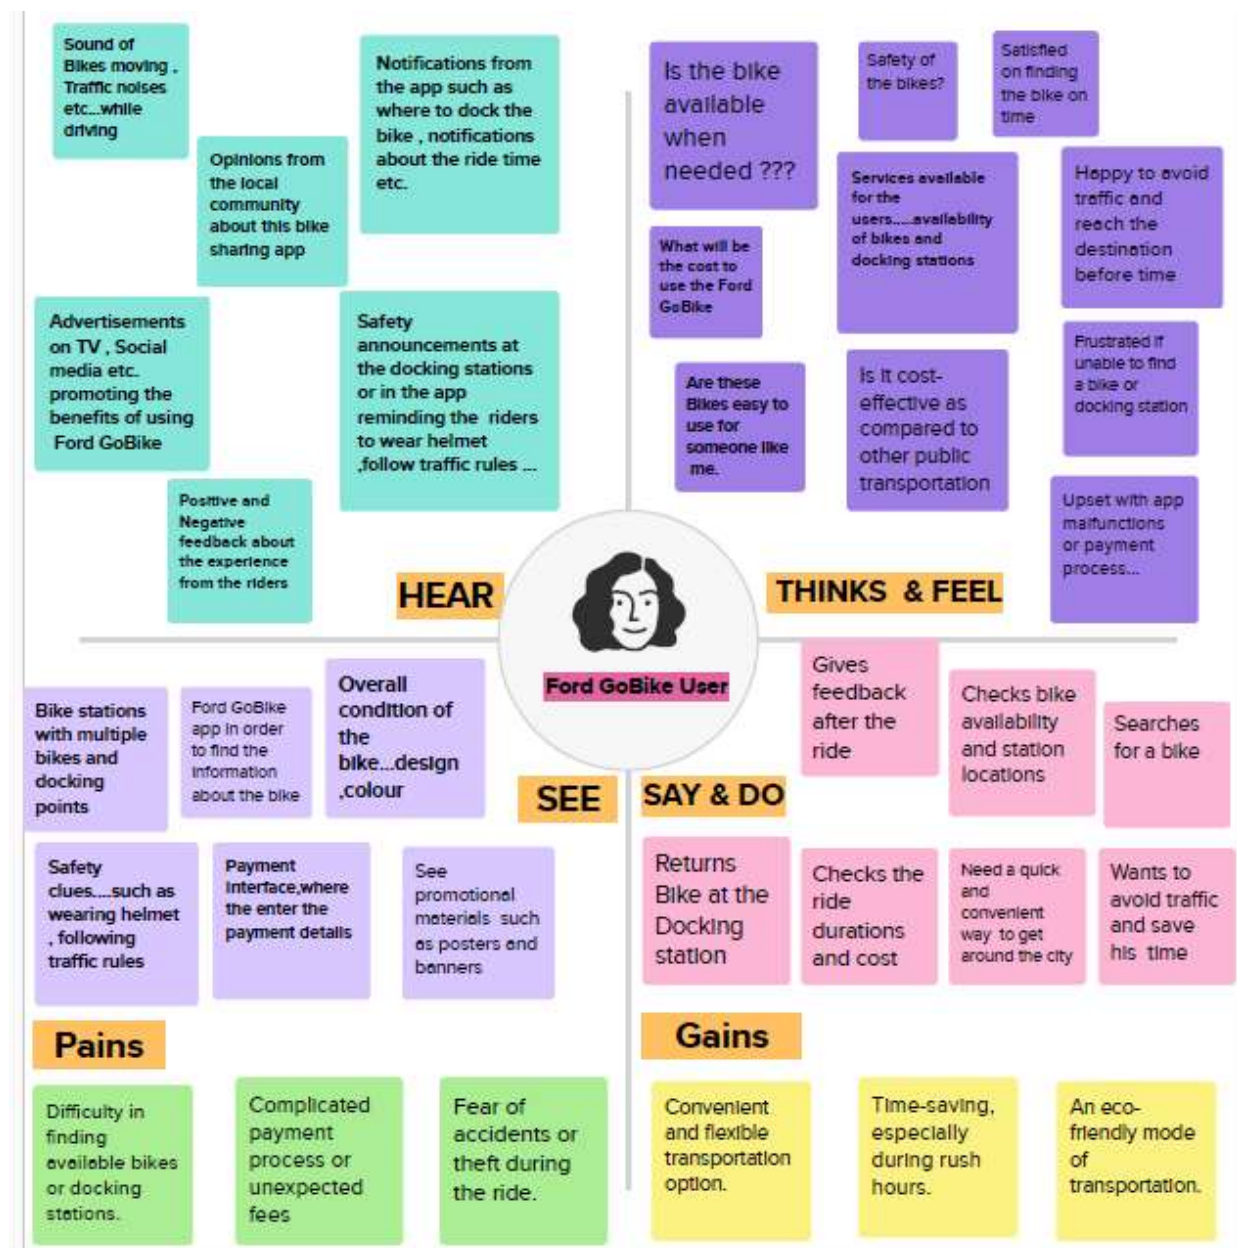 Sound of
Bikes moving ,
Traffic noises
etc...while
driving
Notifications from
the app such as
where to dock the
bike , notifications
about the ride time
etc.
Opinions from
the local
community
about this bike
sharing app
Advertisements
on TV , Social
media etc.
promoting the
benefits of using
Ford GoBike
Safety
announcements at
the docking stations
or in the app
reminding the riders
to wear helmet
,follow traffic rules ...
Positive and
Negative
feedback about
the experience
from the riders
HEAR
Is the bike
available
when
needed ???
Safety of
the bikes?
Satisfied
on finding
the bike on
time
Services available
for the
users.....availability
of bikes and
docking stations
Happy to avoid
traffic and
reach the
destination
before time
What will be
the cost to
use the Ford
GoBike
Frustrated if
unable to find
a bike or
docking station
Are these
Bikes easy to
use for
someone like
me.
Is it cost-
effective as
compared to
other public
transportation
Upset with app
malfunctions
or payment
process...
THINKS & FEEL
Ford GoBike User
Bike stations
with multiple
bikes and
docking
points
Ford GoBike
app in order
to find the
information
about the bike
Overall
condition of
the
bike...design
,colour
SEE
Safety
clues....such as
wearing helmet
, following
traffic rules
Payment
Interface,where
the enter the
payment details
See
promotional
materials such
as posters and
banners
SAY & DO
Gives
feedback
after the
ride
Checks bike
availability
and station
locations
Searches
for a bike
Returns
Bike at the
Docking
station
Checks the
ride
durations
and cost
Need a quick
and
convenient
way to get
around the city
Wants to
avoid traffic
and save
his time
Pains
Difficulty in
finding
available bikes
or docking
stations.
Complicated
payment
process or
unexpected
fees
Fear of
accidents or
theft during
the ride.
Gains
Convenient
and flexible
transportation
option.
Time-saving,
especially
during rush
hours.
An eco-
friendly mode
of
transportation.